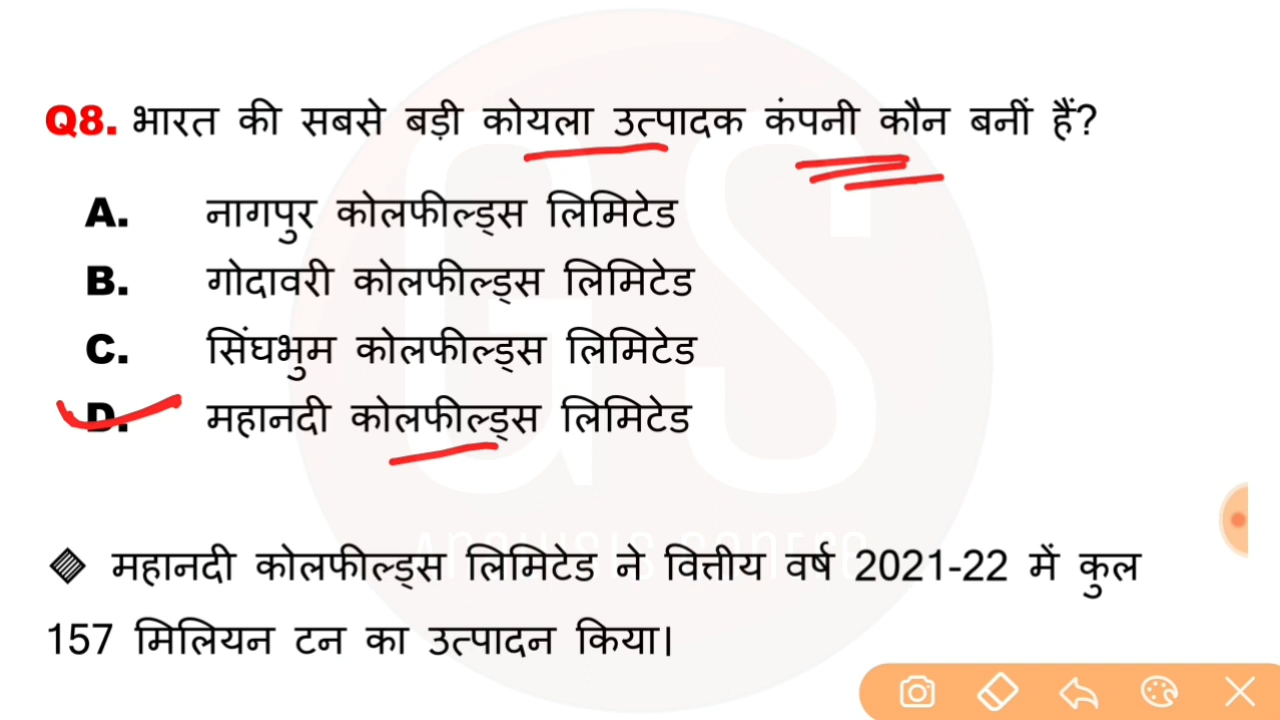 Q8. भारत की सबसे बड़ी कोयला उत्पादक कंपनी कौन बनीं हैं?
A. नागपुर कोलफील्ड्स लिमिटेड
B. गोदावरी कोलफील्ड्स लिमिटेड
C. सिंघभुम कोलफील्ड्स लिमिटेड
D. महानदी कोलफील्ड्स लिमिटेड
महानदी कोलफील्ड्स लिमिटेड ने वित्तीय वर्ष 2021-22 में कुल
157 मिलियन टन का उत्पादन किया।
GS